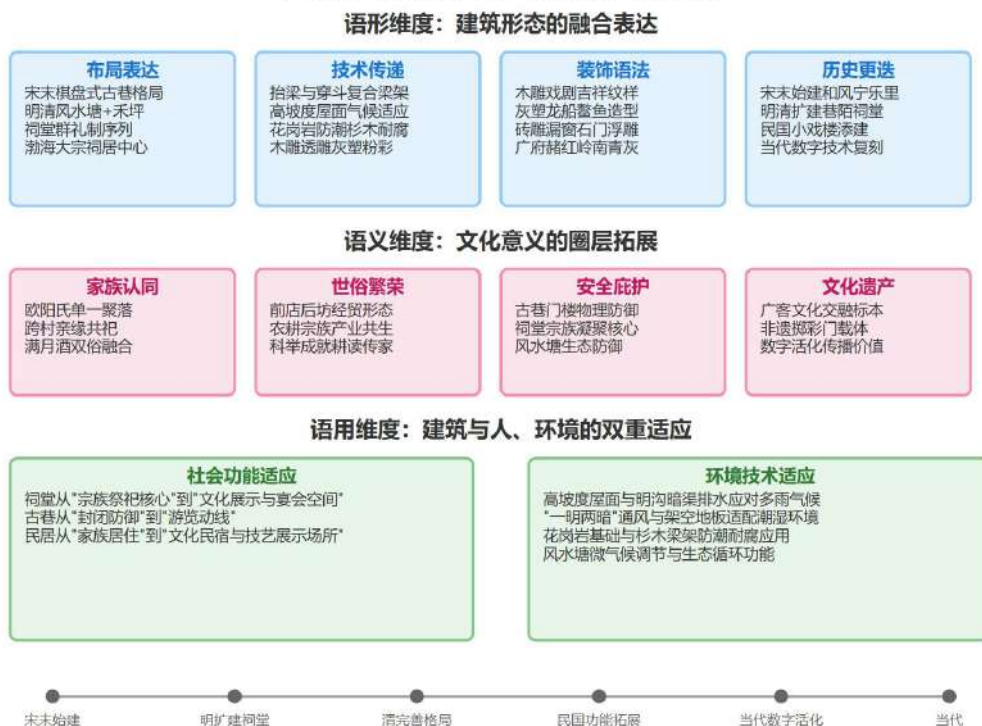 语形维度：建筑形态的融合表达
布局表达
宋末棋盘式古巷格局
明清风水塘+禾坪
祠堂群礼制序列
渤海大宗祠居中心
技术传递
抬梁与穿斗复合梁架
高坡度屋面气候适应
花岗岩防潮杉木耐腐
木雕透雕灰塑粉彩
装饰语法
木雕戏剧吉祥纹样
灰塑龙船鳌鱼造型
砖雕漏窗石门浮雕
广府赭红岭南青灰
历史更迭
宋末始建和风宁乐里
明清扩建巷陌祠堂
民国小戏楼添建
当代数字技术复刻
语义维度：文化意义的圈层拓展
家族认同
欧阳氏单一聚落
跨村亲缘共祀
满月酒双俗融合
世俗繁荣
前店后坊经贸形态
农耕宗族产业共生
科举成就耕读传家
安全庇护
古巷门楼物理防御
祠堂宗族凝聚核心
风水塘生态防御
文化遗产
广客文化交融标本
非遗掷彩门载体
数字活化传播价值
语用维度：建筑与人、环境的双重适应
社会功能适应
祠堂从"宗族祭祀核心"到"文化展示与宴会空间"
古巷从"封闭防御"到"游览动线"
民居从"家族居住"到"文化民宿与技艺展示场所"
环境技术适应
高坡度屋面与明沟暗渠排水应对多雨气候
"一明两暗"通风与架空地板适配潮湿环境
花岗岩基础与杉木梁架防潮耐腐应用
风水塘微气候调节与生态循环功能
宋末始建 明扩建祠堂 清完善格局 民国功能拓展 当代数字活化 当代